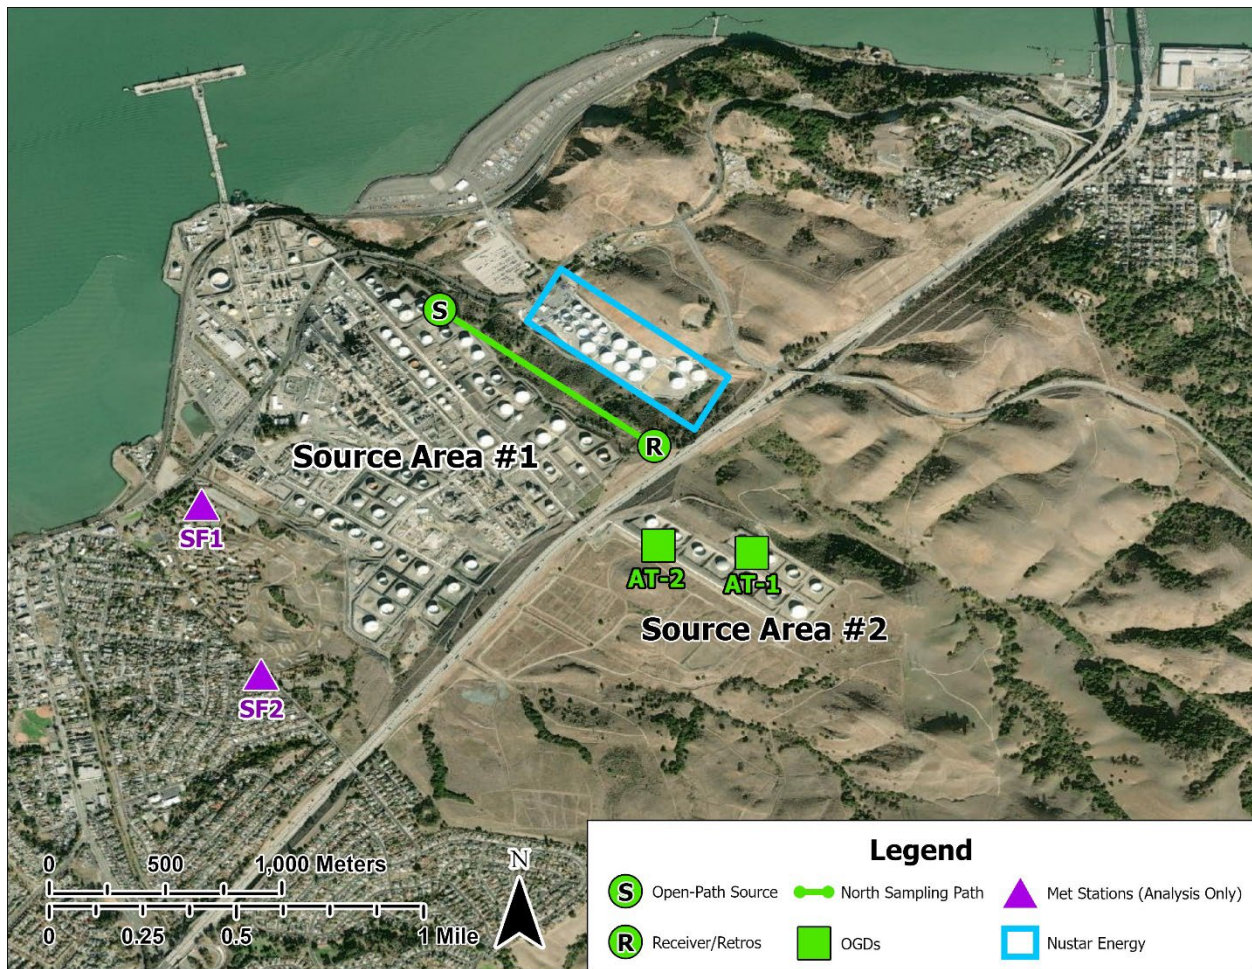 S
R
Source Area #1
SF1
AT-2
AT-1
Source Area #2
SF2
0 500 1,000 Meters
0 0.25 0.5 1 Mile
N
Legend
S Open-Path Source
North Sampling Path
Met Stations (Analysis Only)
R Receiver/Retros
OGDs
Nustar Energy